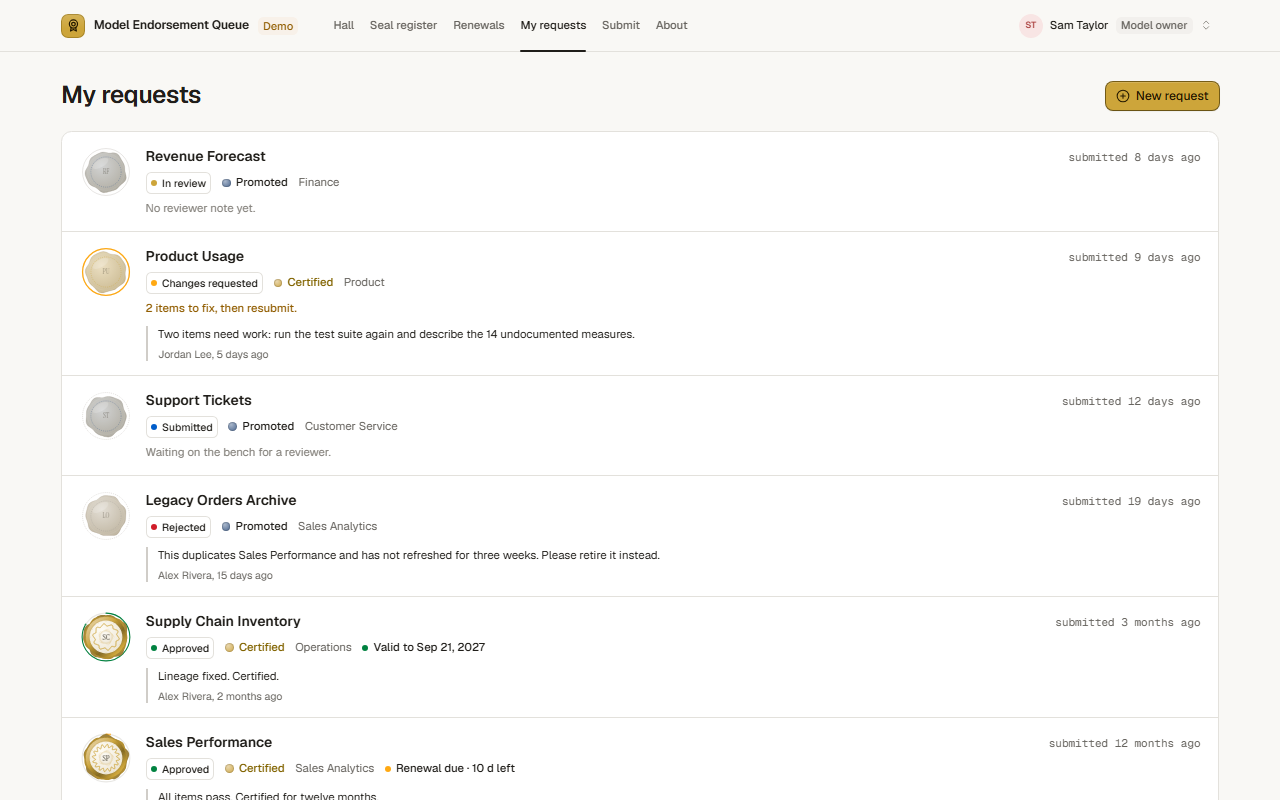 Model Endorsement Queue Demo Hall Seal register Renewals My requests Submit About ST Sam Taylor Model owner
My requests
New request
Revenue Forecast submitted 8 days ago
In review Promoted Finance
No reviewer note yet.
Product Usage submitted 9 days ago
Changes requested Certified Product
2 items to fix, then resubmit.
Two items need work: run the test suite again and describe the 14 undocumented measures.
Jordan Lee, 5 days ago
ST
Support Tickets submitted 12 days ago
Submitted Promoted Customer Service
Waiting on the bench for a reviewer.
Legacy Orders Archive submitted 19 days ago
Rejected Promoted Sales Analytics
This duplicates Sales Performance and has not refreshed for three weeks. Please retire it instead.
Alex Rivera, 15 days ago
Supply Chain Inventory submitted 3 months ago
SC
Approved Certified Operations Valid to Sep 21, 2027
Lineage fixed. Certified.
Alex Rivera, 2 months ago
Sales Performance submitted 12 months ago
SP
Approved Certified Sales Analytics Renewal due · 10 d left
All items pass. Certified for twelve months.